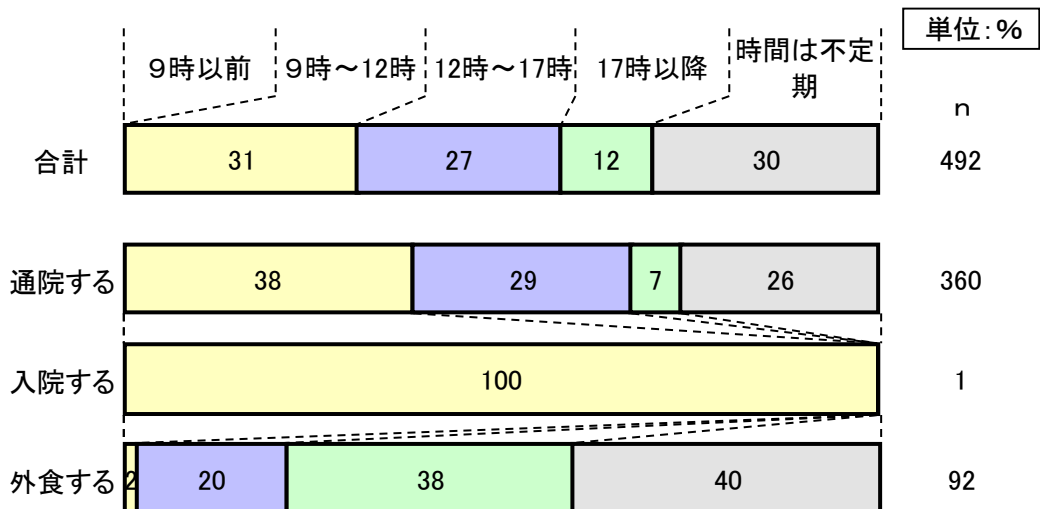 単位:%
9時以前 9時～12時 12時～17時 17時以降 時間は不定期
n
合計 31 27 12 30 492
通院する 38 29 7 26 360
入院する 100 1
外食する 2 20 38 40 92